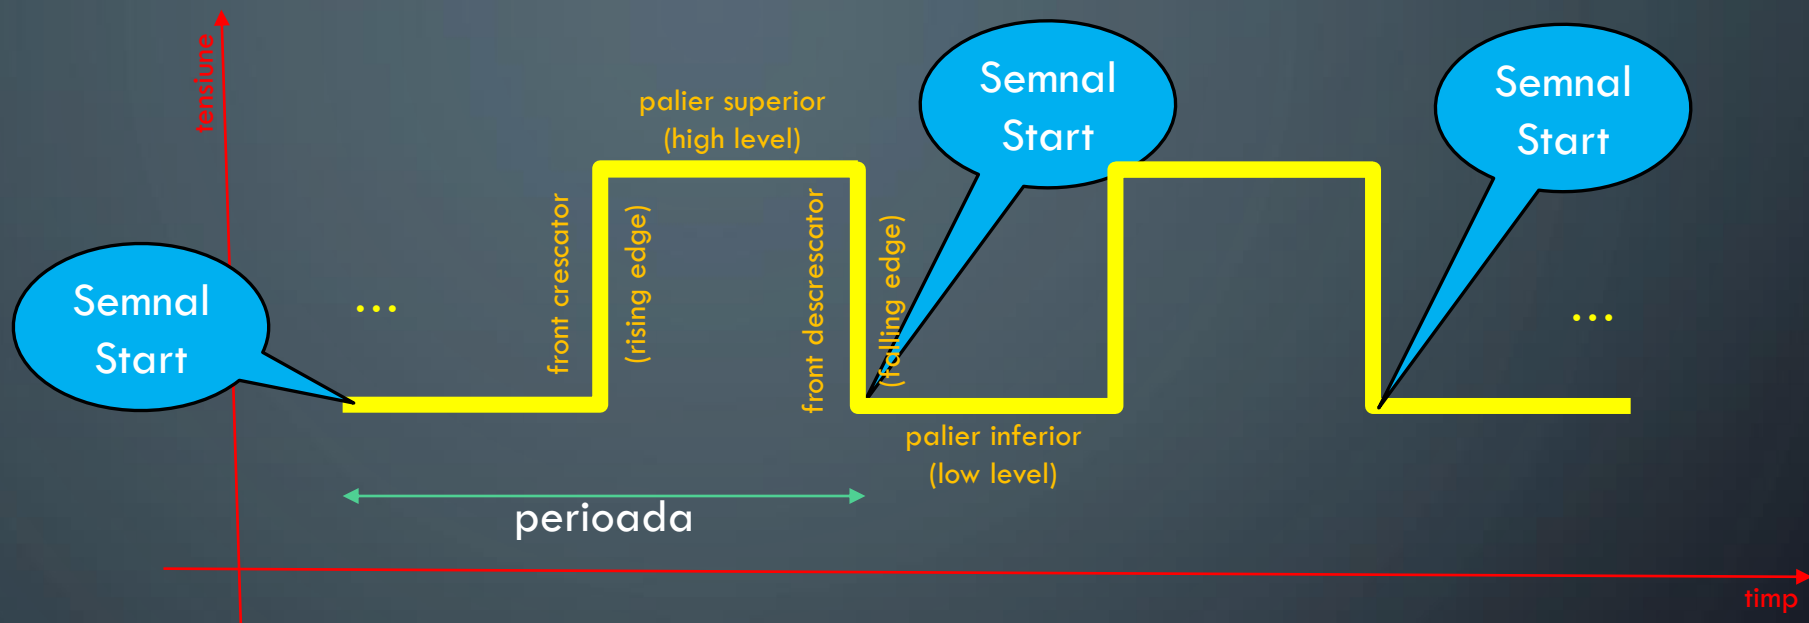 tensiune
palier superior
(high level)
Semnal
Start
Semnal
Start
Semnal
Start
...
front crescator
(rising edge)
front descrescator
(falling edge)
...
palier inferior
(low level)
perioada
timp